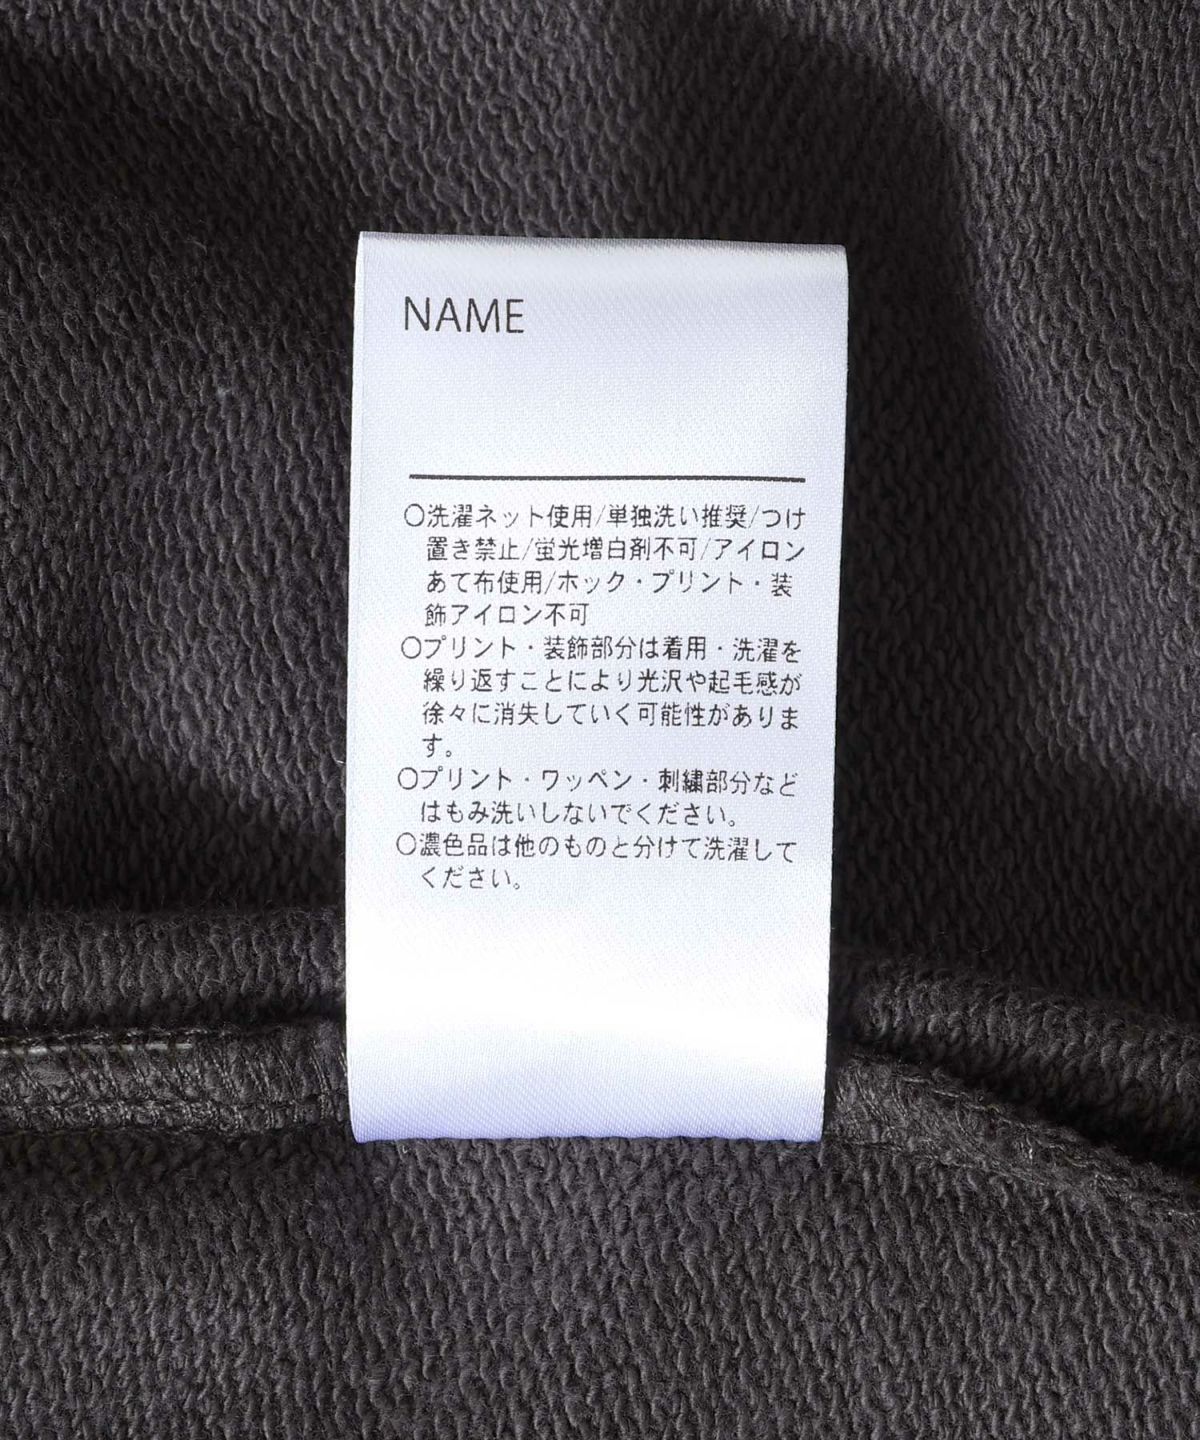 NAME
○洗濯ネット使用/単独洗い推奨/つけ
置き禁止/蛍光増白剤不可/アイロン
あて布使用/ホック・プリント・装
飾アイロン不可
○プリント・装飾部分は着用・洗濯を
繰り返すことにより光沢や起毛感が
徐々に消失していく可能性がありま
す。
○プリント・ワッペン・刺繍部分など
はもみ洗いしないでください。
○濃色品は他のものと分けて洗濯して
ください。